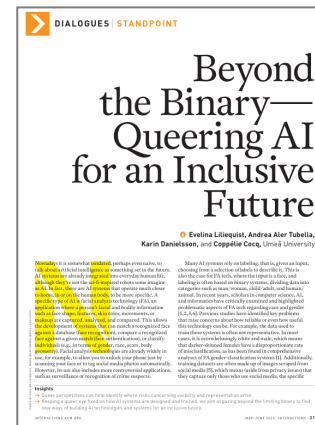 DIALOGUES STANDPOINT
Beyond
the Binary—
Queering AI
for an Inclusive
Future
Evelina Liliequist, Andrea Aler Tubella,
Karin Danielsson, and Coppélie Cocq, Umeå University
Nowadays it is somewhat outdated, perhaps even naive, to
talk about artificial intelligence as something set in the future.
AI systems are already integrated into everyday human life,
although they're not the sci-fi-inspired robots some imagine
as AI. In fact, there are AI systems that operate much closer
to home, is or on the human body, to be more specific. A
specific type of AI is facial analysis technology (FA), an
application where a person's facial and bodily information
such as face shape, features, skin color, movements, or
makeup are captured, analyzed, and compared. This allows
the development of systems that can match a recognized face
against a database (face recognition), compare a recognized
face against a given match (face authentication), or classify
individuals (e.g., in terms of gender, race, scars, body
geometry). Facial analysis technologies are already widely in
use, for example, to allow you to unlock your phone just by
scanning your face or to tag social media photos automatically.
However, its use also includes more controversial applications,
such as surveillance or recognition of crime suspects.
Many AI systems rely on labeling, that is, given an input,
choosing from a selection of labels to describe it. This is
also the case for FA tech, where the input is a face, and
labeling is often based on binary systems, dividing data into
categories such as man/woman, child/adult, and human/
animal. In recent years, scholars in computer science, AI,
and informatics have critically examined and highlighted
problematic aspects of FA tech regarding race and gender
[1,2,3,4]. Previous studies have identified key problems
that raise concerns about how reliable or even how useful
this technology can be. For example, the data used to
train these systems is often not representative. In most
cases, it is overwhelmingly white and male, which means
that darker-skinned females have a disproportionate rate
of misclassification, as has been found in comprehensive
analyses of FA gender classification systems [1]. Additionally,
training datasets are often made up of images scraped from
social media [5], which means (aside from privacy issues) that
they capture only those who use social media, the specific
Insights
Queer perspectives can help identify where risks concerning visibility and representation arise.
Keeping a queer eye fixed on how AI systems are designed and trained, we aim at going beyond the limiting binary to find
new ways of building AI technologies and systems for an inclusive future.
INTERACTIONS.ACM.ORG
MAY–JUNE 2023 INTERACTIONS 31